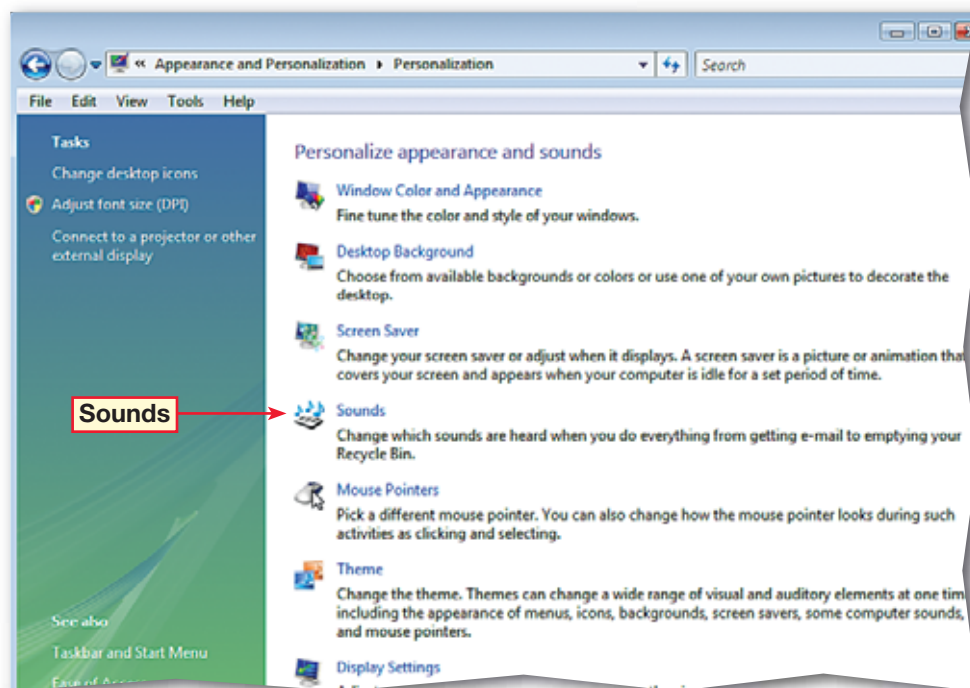 « Appearance and Personalization ▸ Personalization
Search
File Edit View Tools Help
Tasks
Change desktop icons
Adjust font size (DPI)
Connect to a projector or other
external display
See also
Taskbar and Start Menu
Ease of
Personalize appearance and sounds
Window Color and Appearance
Fine tune the color and style of your windows.
Desktop Background
Choose from available backgrounds or colors or use one of your own pictures to decorate the
desktop.
Screen Saver
Change your screen saver or adjust when it displays. A screen saver is a picture or animation that
covers your screen and appears when your computer is idle for a set period of time.
Sounds
Sounds
Change which sounds are heard when you do everything from getting e-mail to emptying your
Recycle Bin.
Mouse Pointers
Pick a different mouse pointer. You can also change how the mouse pointer looks during such
activities as clicking and selecting.
Theme
Change the theme. Themes can change a wide range of visual and auditory elements at one tim
including the appearance of menus, icons, backgrounds, screen savers, some computer sounds,
and mouse pointers.
Display Settings